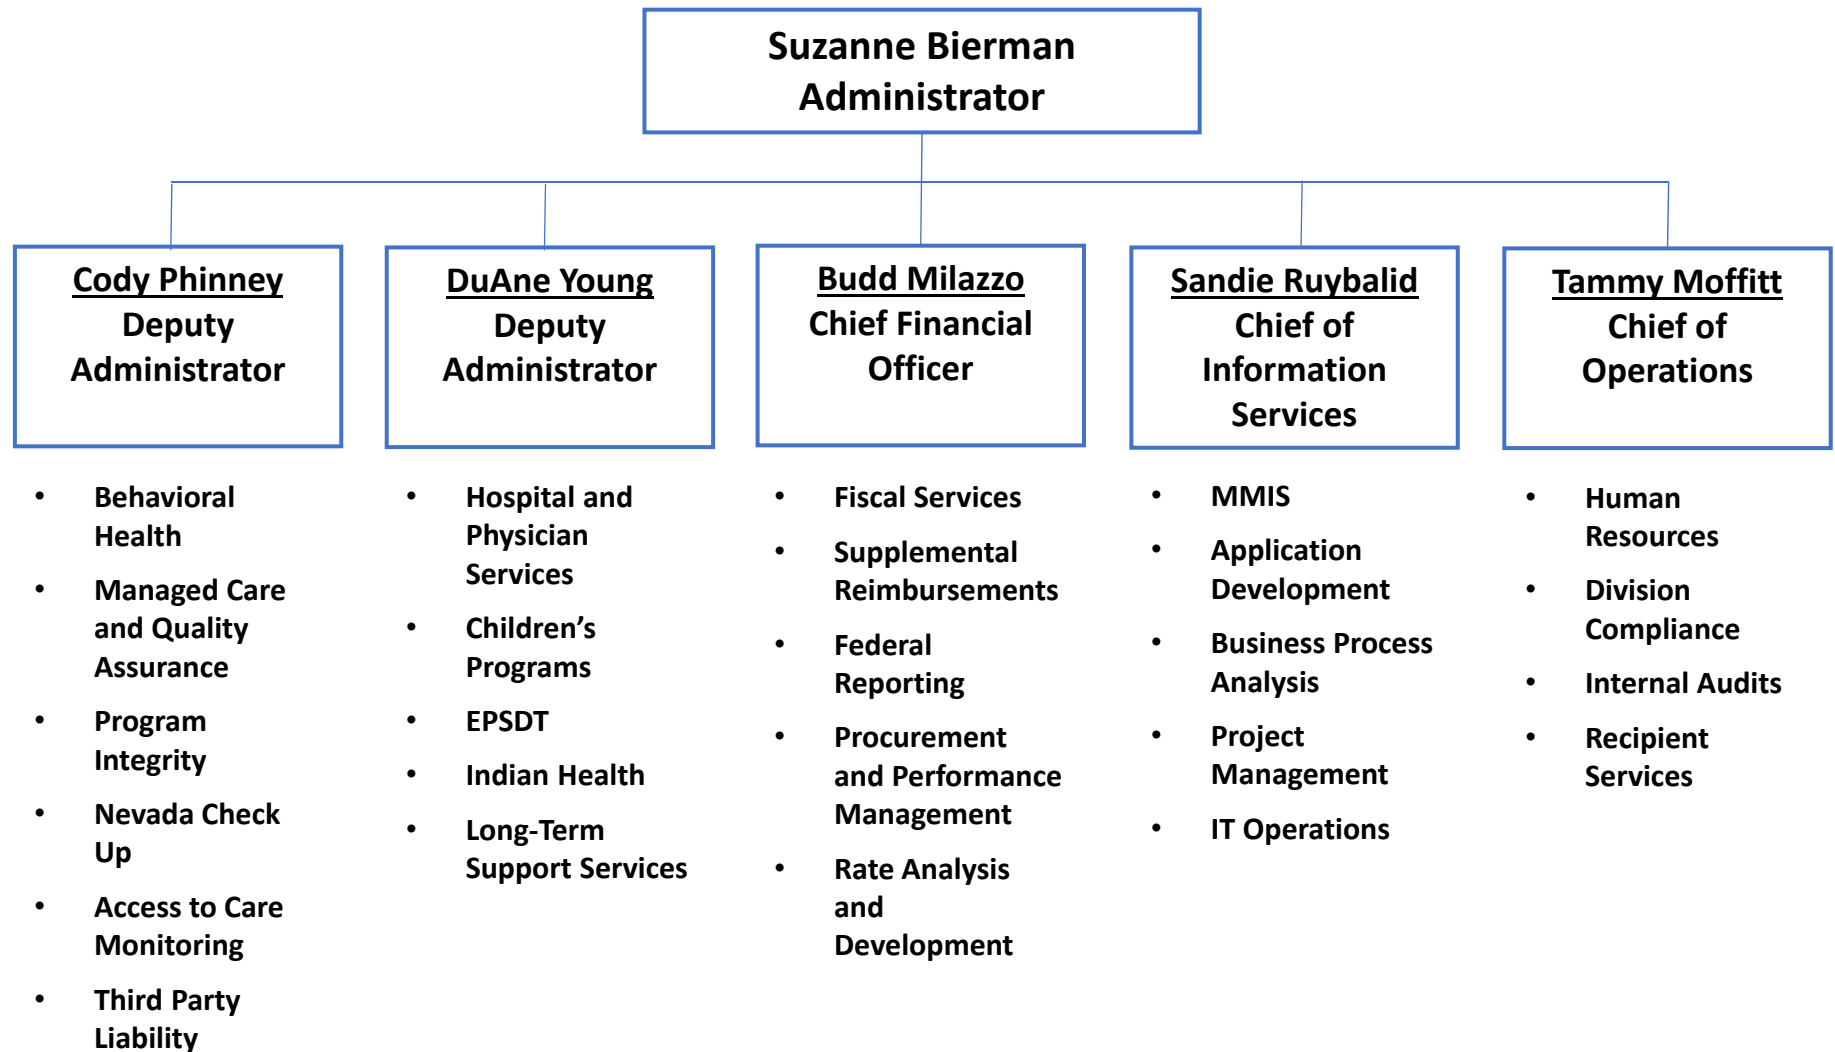 Suzanne Bierman
Administrator
Cody Phinney
Deputy
Administrator
• Behavioral
Health
• Managed Care
and Quality
Assurance
• Program
Integrity
• Nevada Check
Up
• Access to Care
Monitoring
• Third Party
Liability
DuAne Young
Deputy
Administrator
• Hospital and
Physician
Services
• Children’s
Programs
• EPSDT
• Indian Health
• Long-Term
Support Services
Budd Milazzo
Chief Financial
Officer
• Fiscal Services
• Supplemental
Reimbursements
• Federal
Reporting
• Procurement
and Performance
Management
• Rate Analysis
and
Development
Sandie Ruybalid
Chief of
Information
Services
• MMIS
• Application
Development
• Business Process
Analysis
• Project
Management
• IT Operations
Tammy Moffitt
Chief of
Operations
• Human
Resources
• Division
Compliance
• Internal Audits
• Recipient
Services